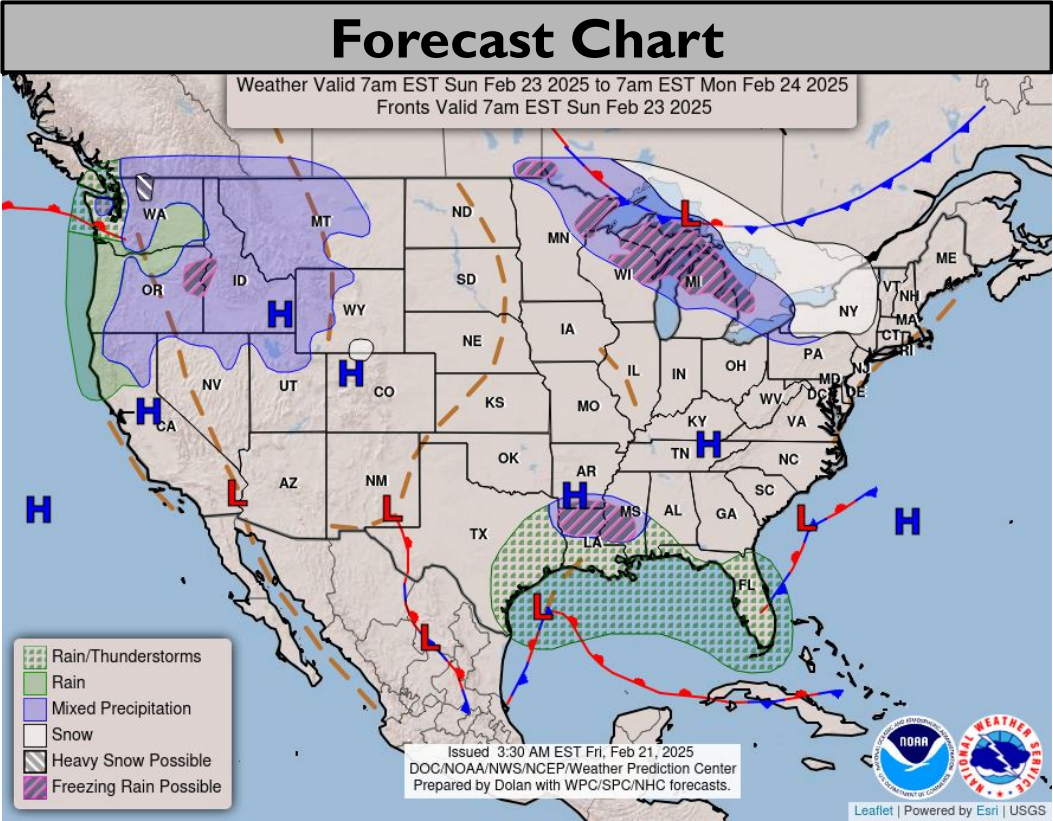 Forecast Chart
Weather Valid 7am EST Sun Feb 23 2025 to 7am EST Mon Feb 24 2025
Fronts Valid 7am EST Sun Feb 23 2025
WA
MT
ND
MN
L
ME
OR
ID
SD
WI
MI
VT
NH
H
WY
NY
MA
CT
RI
IA
NE
PA
NJ
H
OH
IL
IN
MD
DE
DC
NV
UT
CO
KS
MO
WV
VA
H
CA
KY
H
TN
NC
OK
AR
AZ
NM
H
SC
L
L
MS
AL
GA
L
H
H
TX
LA
FL
L
L
Rain/Thunderstorms
Rain
Mixed Precipitation
Snow
Heavy Snow Possible
Freezing Rain Possible
Issued 3:30 AM EST Fri, Feb 21, 2025
DOC/NOAA/NWS/NCEP/Weather Prediction Center
Prepared by Dolan with WPC/SPC/NHC forecasts.
NOAA
NATIONAL WEATHER SERVICE
Leaflet | Powered by Esri | USGS